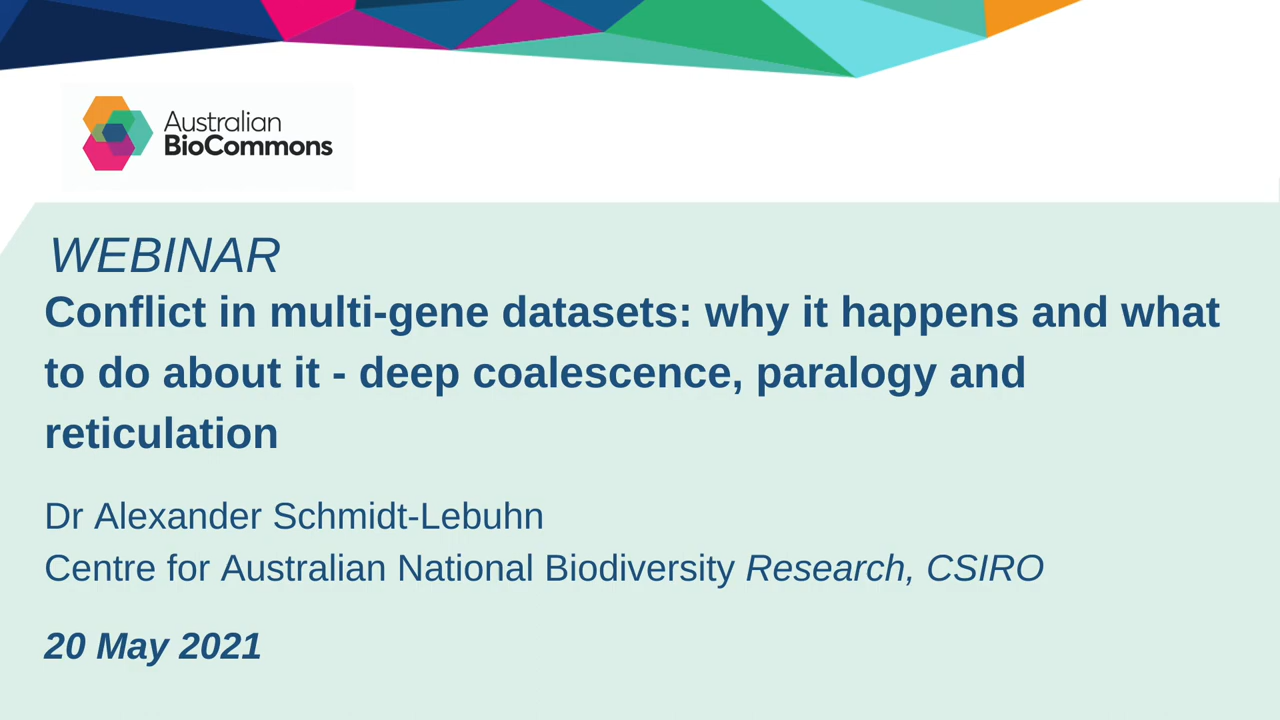 Australian
BioCommons
WEBINAR
Conflict in multi-gene datasets: why it happens and what
to do about it - deep coalescence, paralogy and
reticulation
Dr Alexander Schmidt-Lebuhn
Centre for Australian National Biodiversity Research, CSIRO
20 May 2021